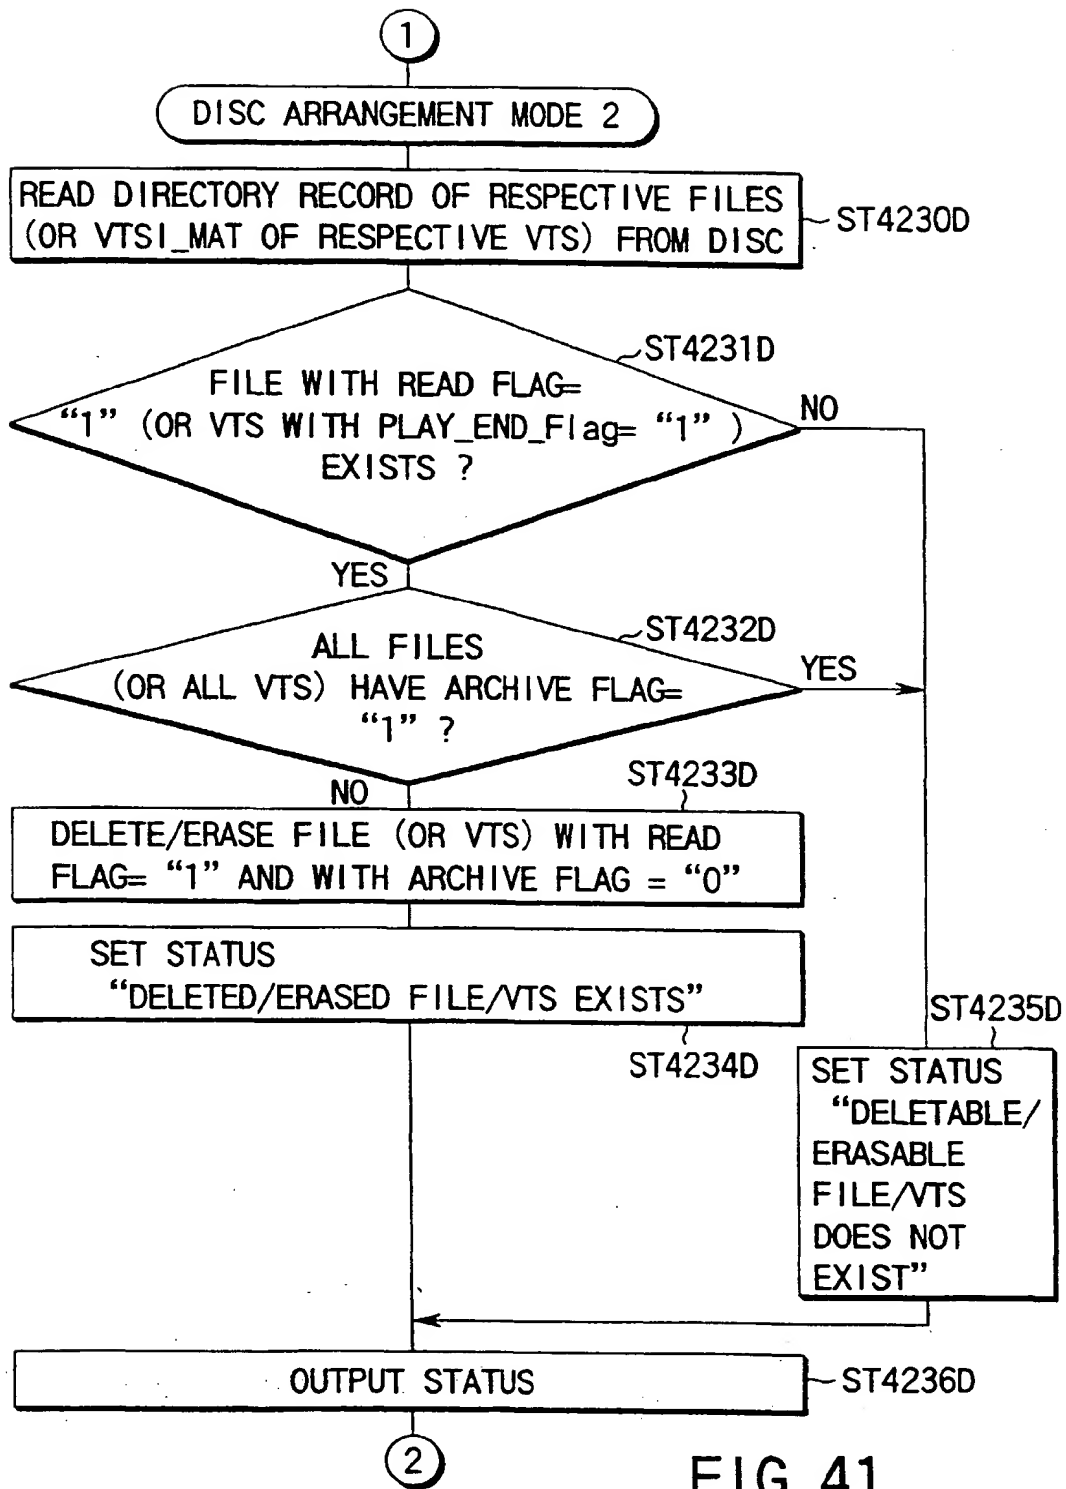 1
DISC ARRANGEMENT MODE 2
READ DIRECTORY RECORD OF RESPECTIVE FILES
(OR VTSI_MAT OF RESPECTIVE VTS) FROM DISC
ST4230D
ST4231D
FILE WITH READ FLAG=
“1” (OR VTS WITH PLAY_END_Flag= “1” )
EXISTS ?
NO
YES
ST4232D
ALL FILES
(OR ALL VTS) HAVE ARCHIVE FLAG=
“1” ?
YES
NO
ST4233D
DELETE/ERASE FILE (OR VTS) WITH READ
FLAG= “1” AND WITH ARCHIVE FLAG = “0”
SET STATUS
“DELETED/ERASED FILE/VTS EXISTS”
ST4234D
ST4235D
SET STATUS
“DELETABLE/
ERASABLE
FILE/VTS
DOES NOT
EXIST”
OUTPUT STATUS
ST4236D
2
FIG. 41